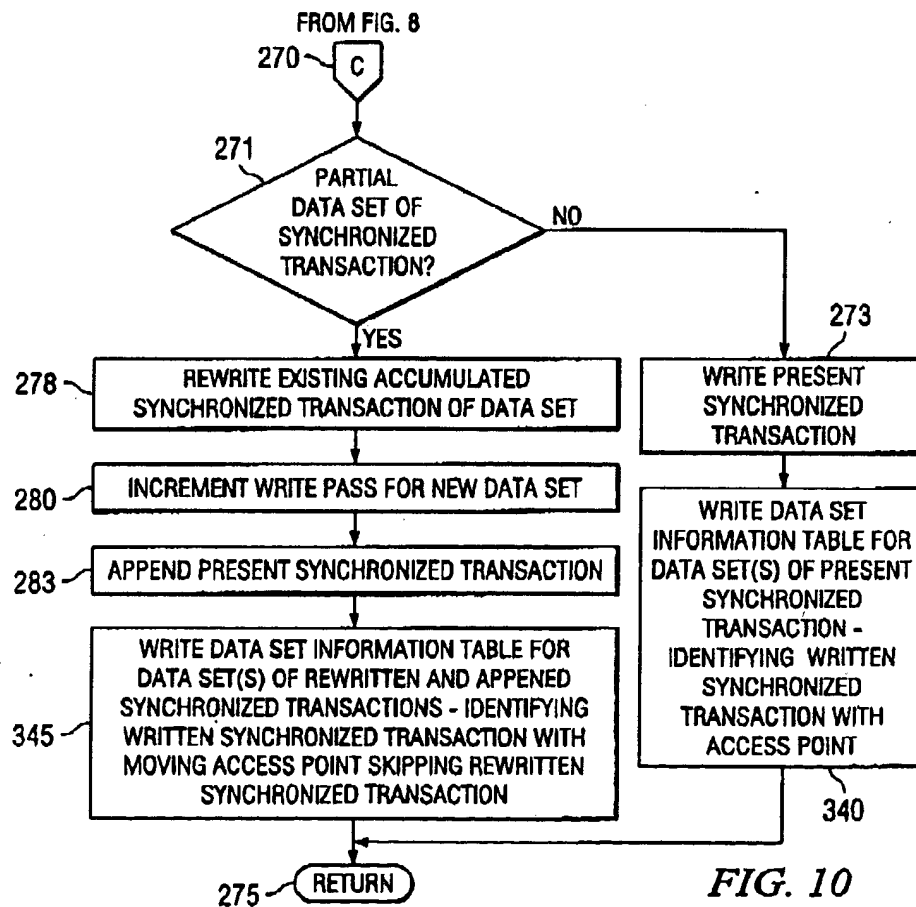 FROM FIG. 8
270
C
271
PARTIAL
DATA SET OF
SYNCHRONIZED
TRANSACTION?
NO
YES
273
WRITE PRESENT
SYNCHRONIZED
TRANSACTION
278
REWRITE EXISTING ACCUMULATED
SYNCHRONIZED TRANSACTION OF DATA SET
280
INCREMENT WRITE PASS FOR NEW DATA SET
283
APPEND PRESENT SYNCHRONIZED TRANSACTION
WRITE DATA SET
INFORMATION TABLE FOR
DATA SET(S) OF PRESENT
SYNCHRONIZED
TRANSACTION -
IDENTIFYING WRITTEN
SYNCHRONIZED
TRANSACTION WITH
ACCESS POINT
340
345
WRITE DATA SET INFORMATION TABLE FOR
DATA SET(S) OF REWRITTEN AND APPENED
SYNCHRONIZED TRANSACTIONS - IDENTIFYING
WRITTEN SYNCHRONIZED TRANSACTION WITH
MOVING ACCESS POINT SKIPPING REWRITTEN
SYNCHRONIZED TRANSACTION
275
RETURN
FIG. 10